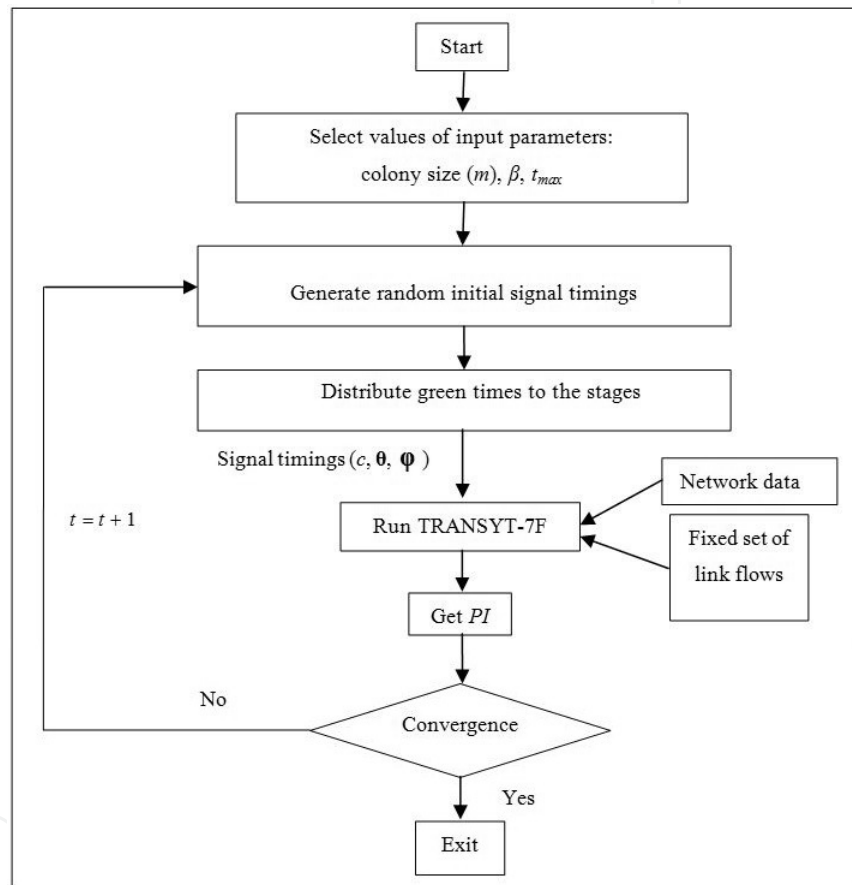 Start
Select values of input parameters:
colony size (m), β, tmax
Generate random initial signal timings
Distribute green times to the stages
Signal timings (c, θ, φ )
Network data
t = t + 1
Run TRANSYT-7F
Fixed set of
link flows
Get PI
No
Convergence
Yes
Exit